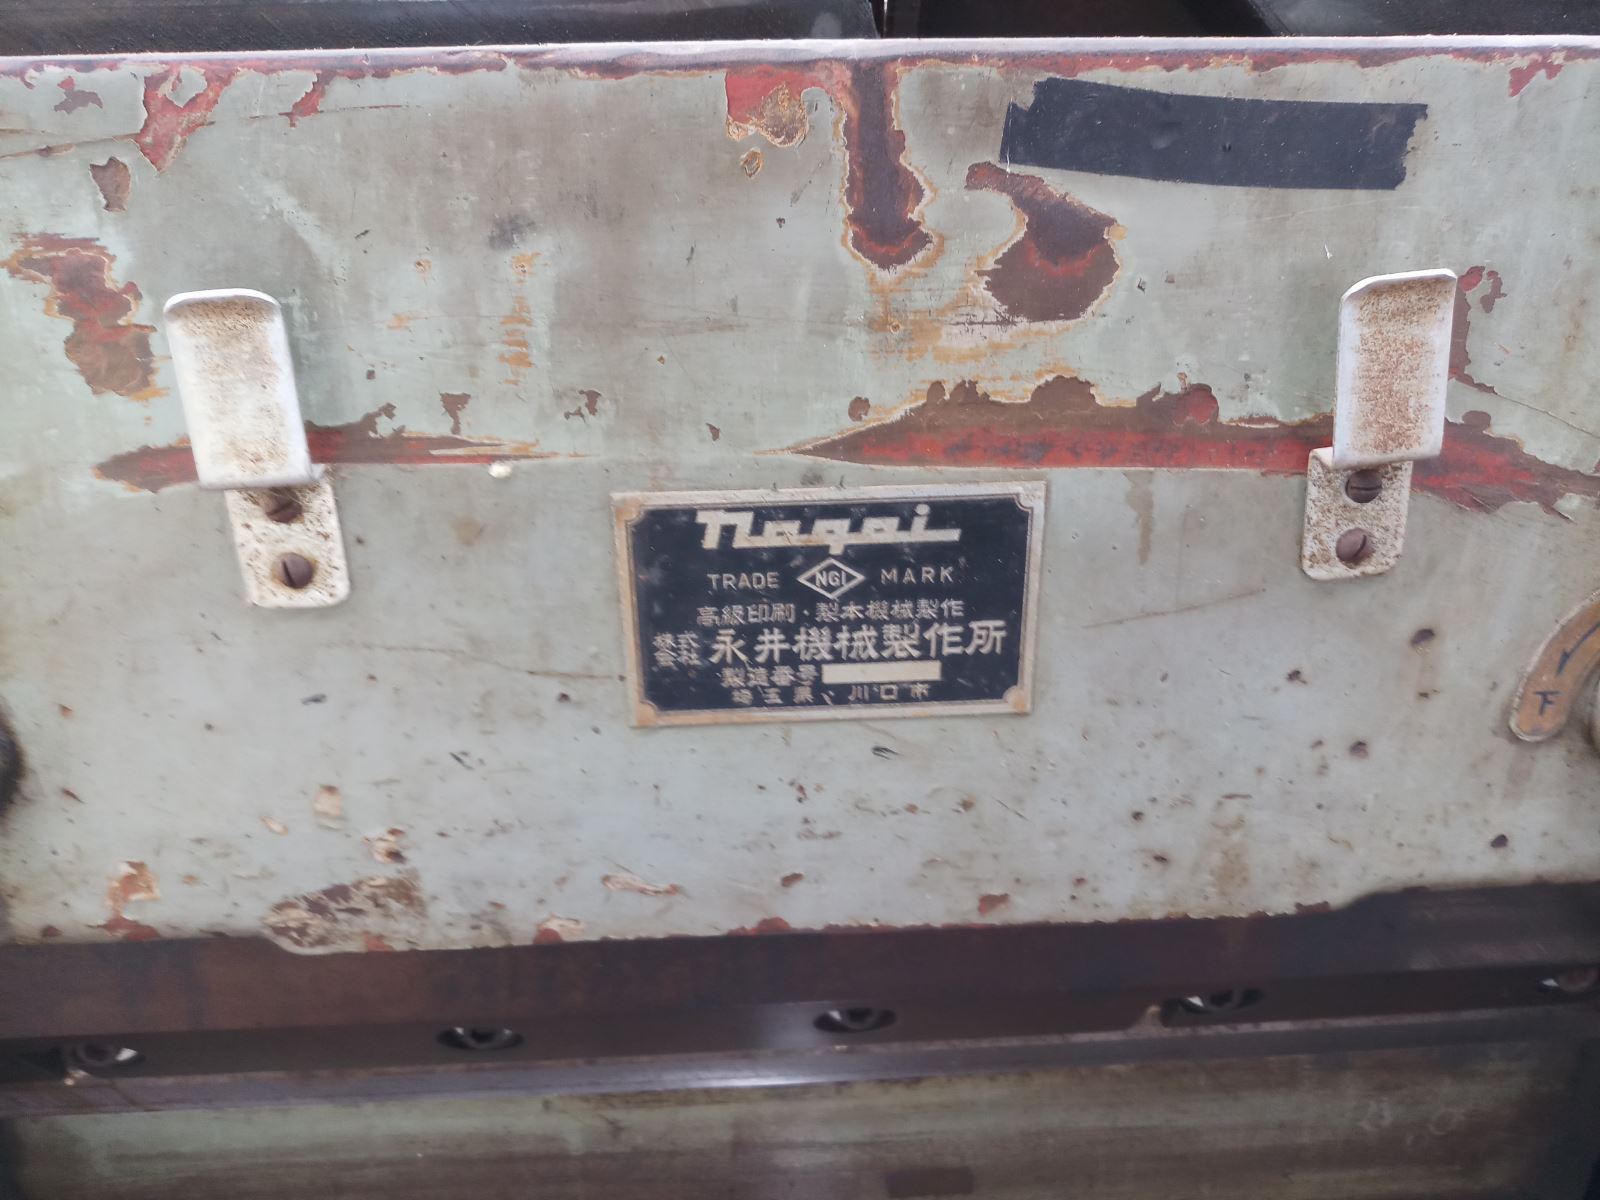 Nagai
TRADE NGI MARK
高級印刷・製本機械製作
株式会社 永井機械製作所
製造番号
埼玉県、川口市
下